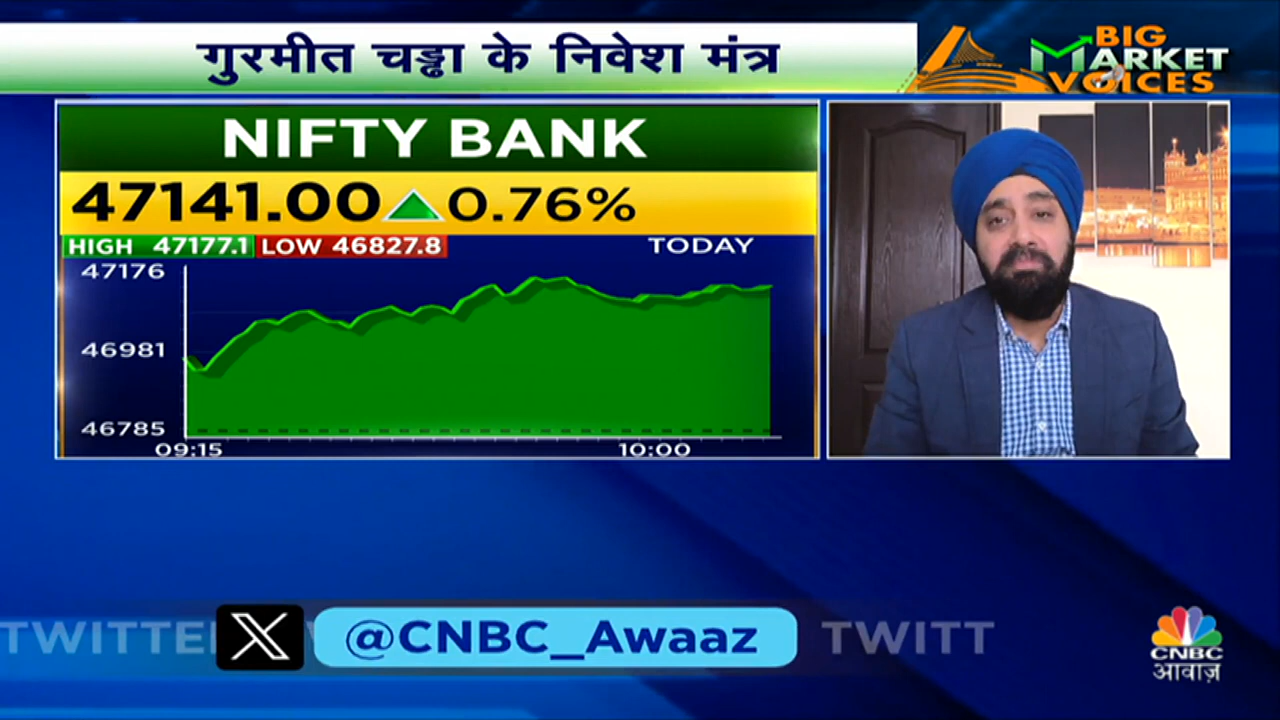 गुरमीत चड्ढा के निवेश मंत्र
BIG
MARKET
VOICES
NIFTY BANK
47141.00 0.76%
HIGH 47177.1 LOW 46827.8 TODAY
47176
46981
46785
09:15 10:00
TWITTE X @CNBC_Awaaz TWITT
CNBC
आवाज़